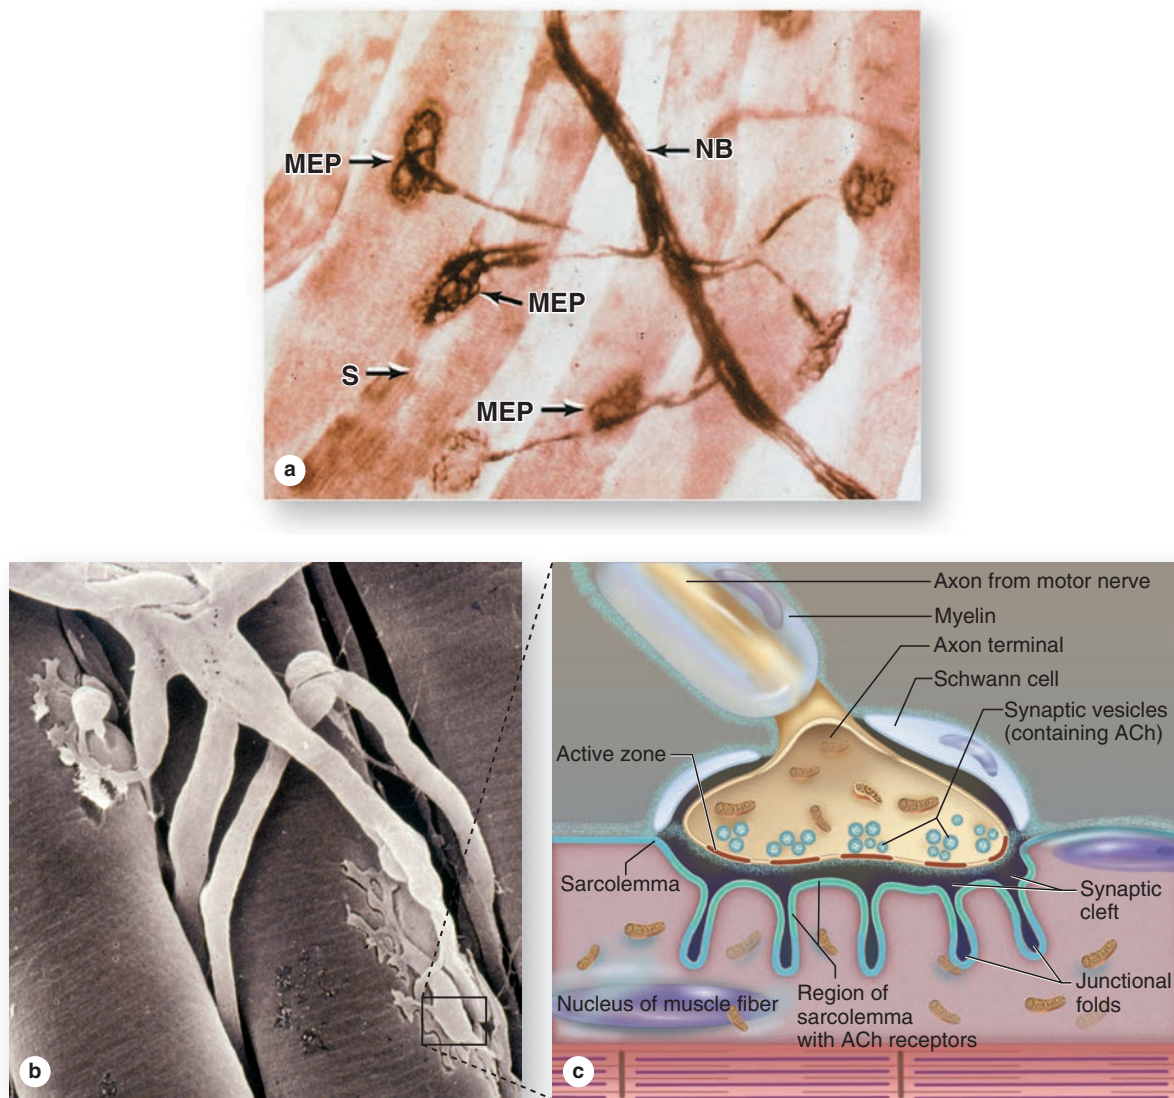 MEP
NB
MEP
S
MEP
a
b
Axon from motor nerve
Myelin
Axon terminal
Schwann cell
Synaptic vesicles
(containing ACh)
Active zone
Sarcolemma
Synaptic
cleft
Junctional
folds
Nucleus of muscle fiber
Region of
sarcolemma
with ACh receptors
c